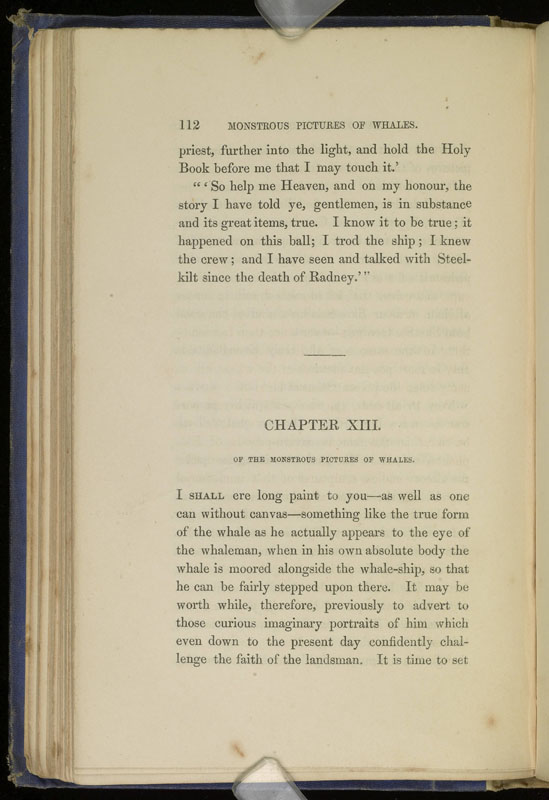 112 MONSTROUS PICTURES OF WHALES.
priest, further into the light, and hold the Holy
Book before me that I may touch it.’
“‘So help me Heaven, and on my honour, the
story I have told ye, gentlemen, is in substance
and its great items, true. I know it to be true; it
happened on this ball; I trod the ship; I knew
the crew; and I have seen and talked with Steel-
kilt since the death of Radney.’”
CHAPTER XIII.
OF THE MONSTROUS PICTURES OF WHALES.
I SHALL ere long paint to you—as well as one
can without canvas—something like the true form
of the whale as he actually appears to the eye of
the whaleman, when in his own absolute body the
whale is moored alongside the whale-ship, so that
he can be fairly stepped upon there. It may be
worth while, therefore, previously to advert to
those curious imaginary portraits of him which
even down to the present day confidently chal-
lenge the faith of the landsman. It is time to set